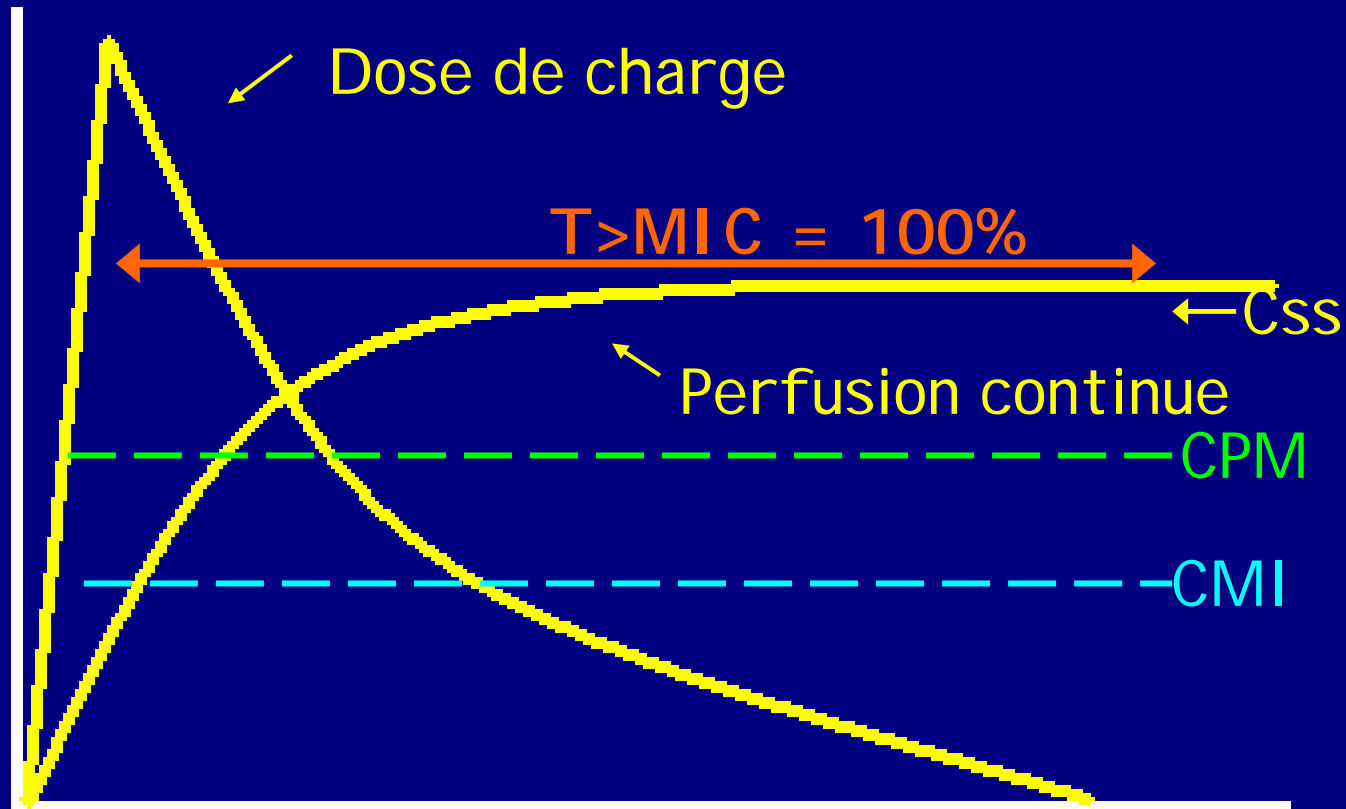 Dose de charge
T>MIC = 100%
Css
Perfusion continue
CPM
CMI